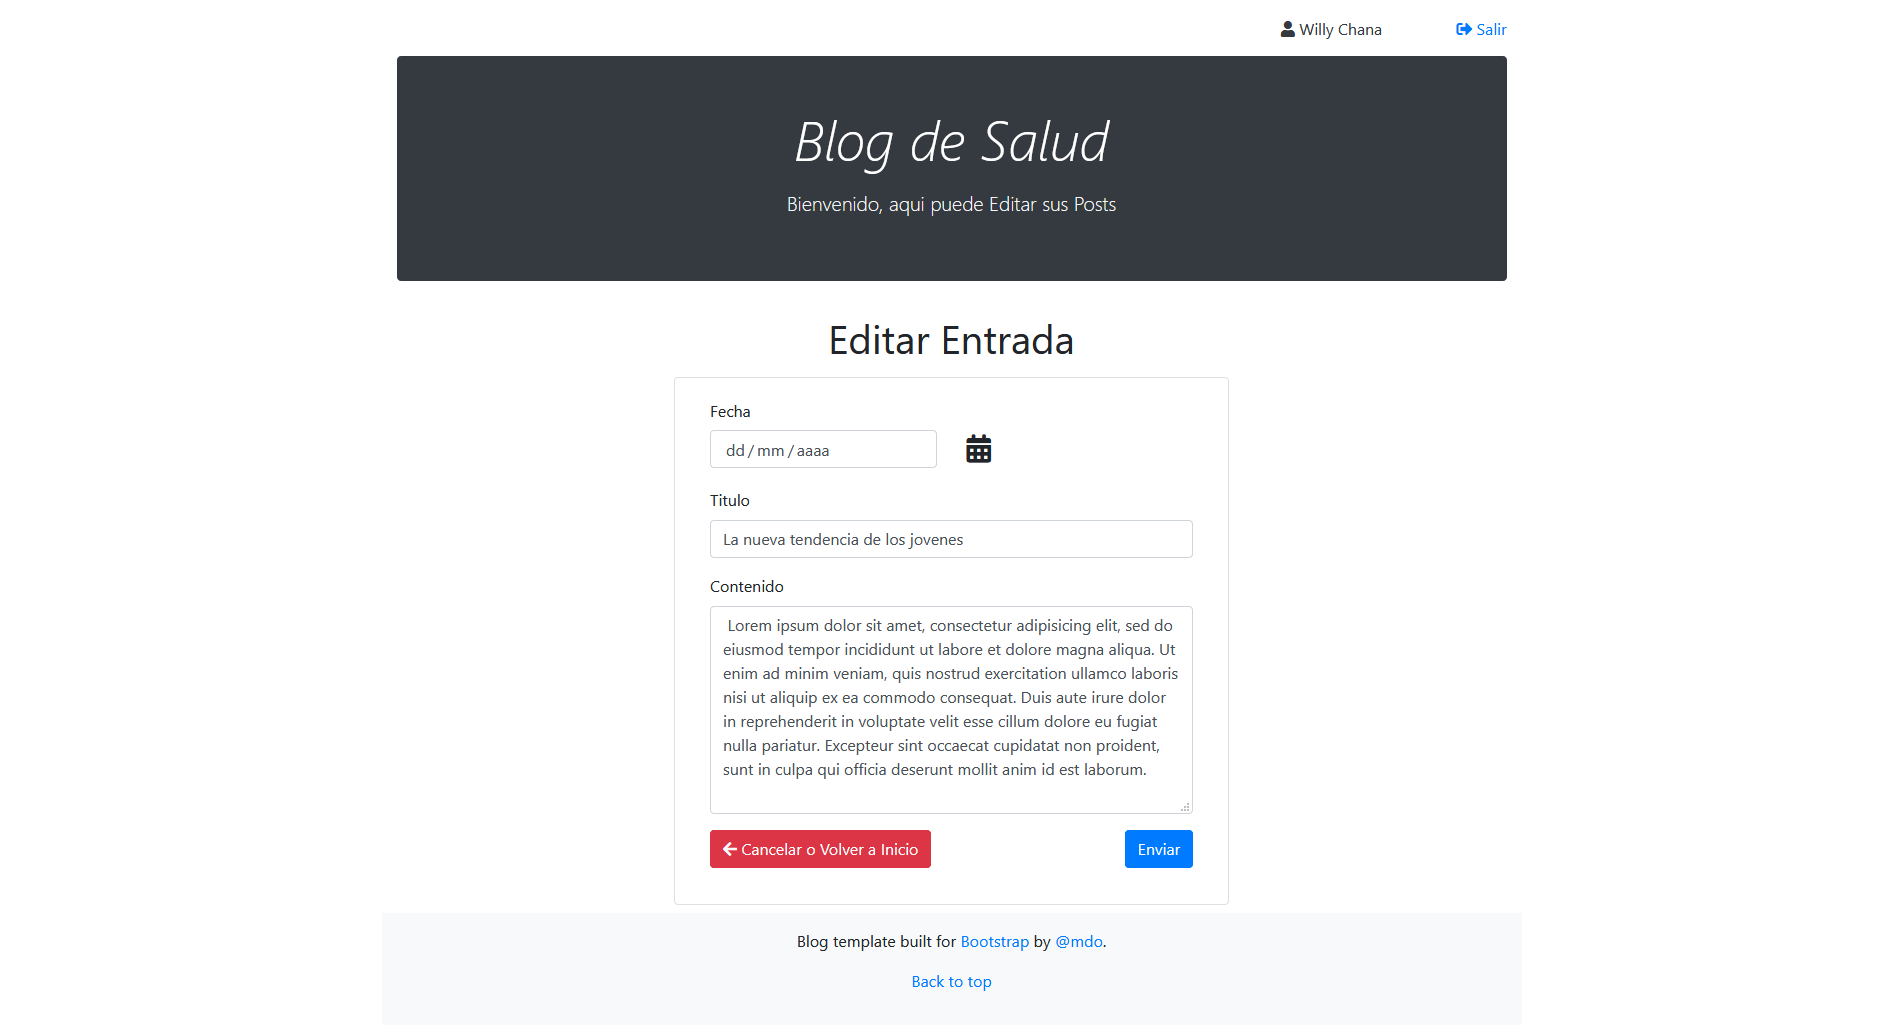 Willy Chana
Salir
Blog de Salud
Bienvenido, aqui puede Editar sus Posts
Editar Entrada
Fecha
dd/mm/aaaa
Titulo
La nueva tendencia de los jovenes
Contenido
Lorem ipsum dolor sit amet, consectetur adipisicing elit, sed do
eiusmod tempor incididunt ut labore et dolore magna aliqua. Ut
enim ad minim veniam, quis nostrud exercitation ullamco laboris
nisi ut aliquip ex ea commodo consequat. Duis aute irure dolor
in reprehenderit in voluptate velit esse cillum dolore eu fugiat
nulla pariatur. Excepteur sint occaecat cupidatat non proident,
sunt in culpa qui officia deserunt mollit anim id est laborum.
Cancelar o Volver a Inicio
Enviar
Blog template built for Bootstrap by @mdo.
Back to top